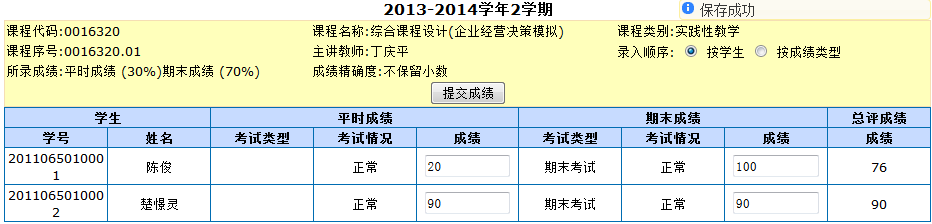 2013-2014学年2学期
保存成功
课程代码:0016320 课程名称:综合课程设计(企业经营决策模拟) 课程类别:实践性教学
课程序号:0016320.01 主讲教师:丁庆平 录入顺序: 按学生 按成绩类型
所录成绩:平时成绩 (30%)期末成绩 (70%) 成绩精确度:不保留小数
提交成绩
学生 平时成绩 期末成绩 总评成绩
学号 姓名 考试类型 考试情况 成绩 考试类型 考试情况 成绩 成绩
201106501000
1 陈俊 正常 20 期末考试 正常 100 76
201106501000
2 楚憬灵 正常 90 期末考试 正常 90 90